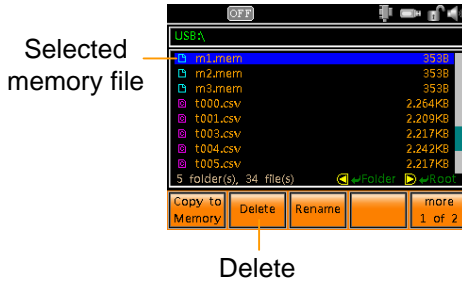 OFF
USB:\
Selected
memory file
m1.mem 353B
m2.mem 353B
m3.mem 353B
t000.csv 2.264KB
t001.csv 2.209KB
t003.csv 2.217KB
t004.csv 2.242KB
t005.csv 2.217KB
5 folder(s), 34 file(s) Folder Root
Copy to
Memory
Delete
Rename
more
1 of 2
Delete